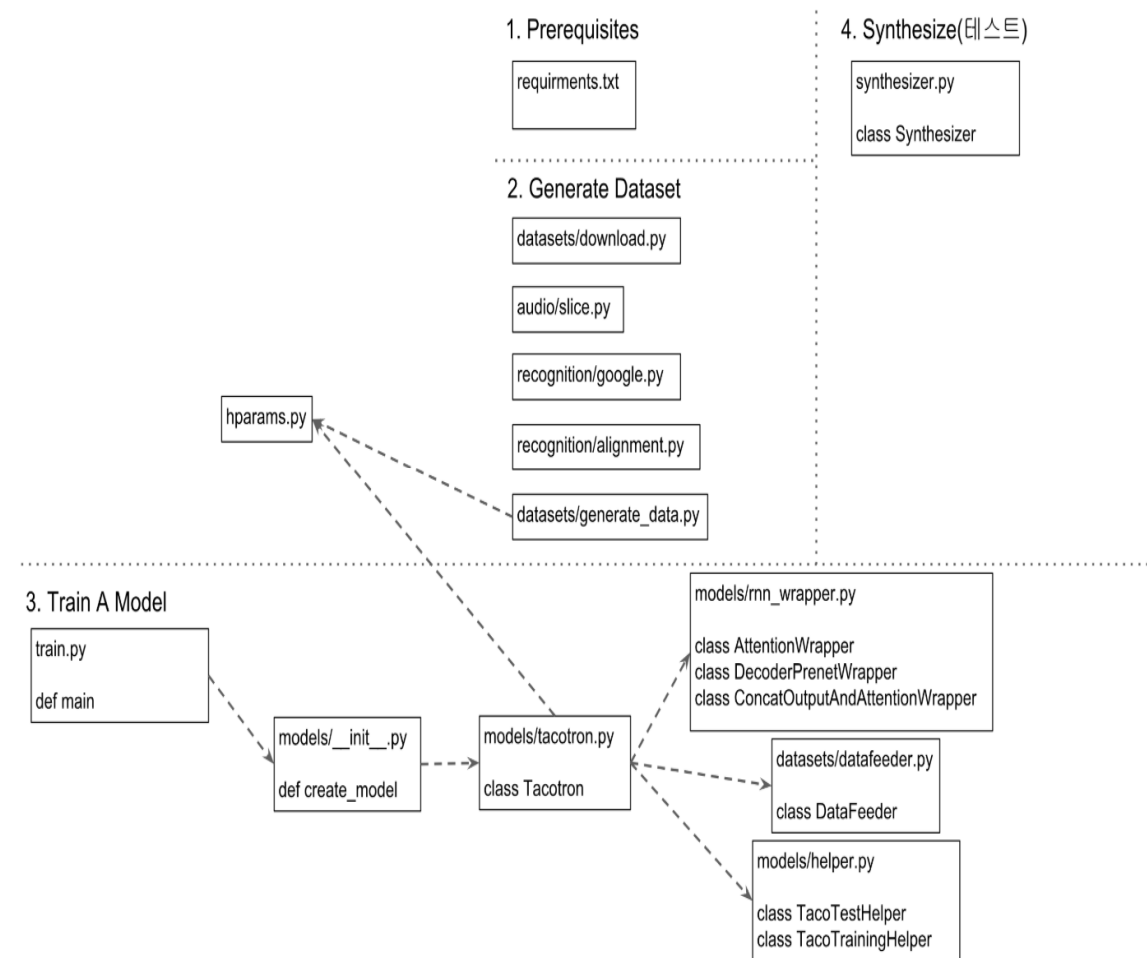 1. Prerequisites
requirments.txt
4. Synthesize(테스트)
synthesizer.py
class Synthesizer
2. Generate Dataset
datasets/download.py
audio/slice.py
recognition/google.py
recognition/alignment.py
datasets/generate_data.py
hparams.py
3. Train A Model
train.py
def main
models/__init__.py
def create_model
models/tacotron.py
class Tacotron
models/rnn_wrapper.py
class AttentionWrapper
class DecoderPrenetWrapper
class ConcatOutputAndAttentionWrapper
datasets/datafeeder.py
class DataFeeder
models/helper.py
class TacoTestHelper
class TacoTrainingHelper